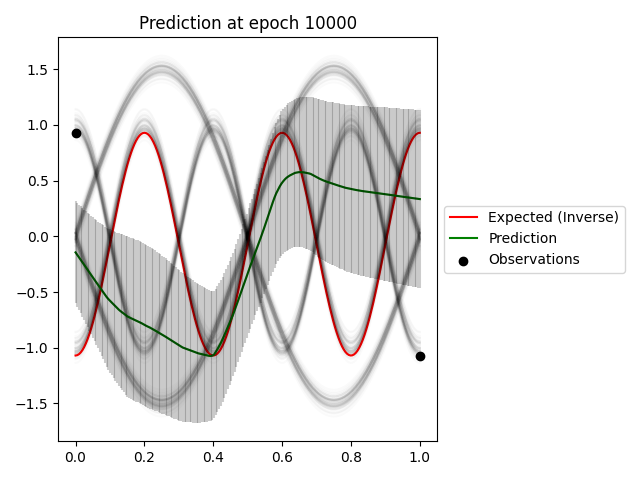 Prediction at epoch 10000
1.5
1.0
0.5
0.0
−0.5
−1.0
−1.5
0.0 0.2 0.4 0.6 0.8 1.0
Expected (Inverse)
Prediction
Observations